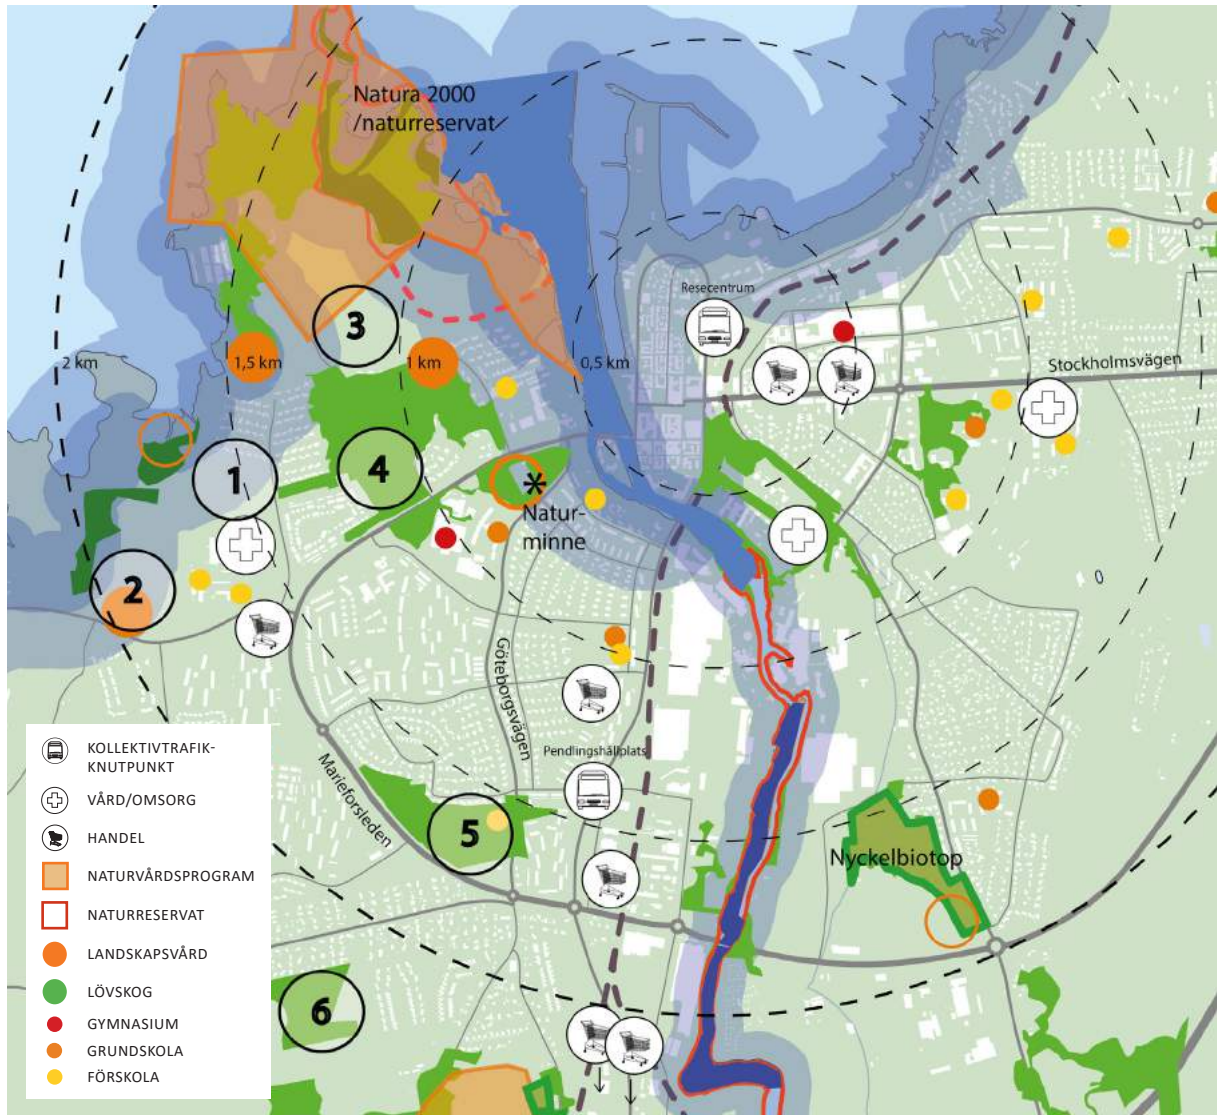 Natura 2000
/naturreservat
Resecentrum
3
2 km
1,5 km
1 km
0,5 km
Stockholmsvägen
1
4
*
Natur-
minne
2
Göteborgsvägen
Pendlingshållplats
Marieforsleden
5
Nyckelbiotop
6
KOLLEKTIVTRAFIK-
KNUTPUNKT
VÅRD/OMSORG
HANDEL
NATURVÅRDSPROGRAM
NATURRESERVAT
LANDSKAPSVÅRD
LÖVSKOG
GYMNASIUM
GRUNDSKOLA
FÖRSKOLA